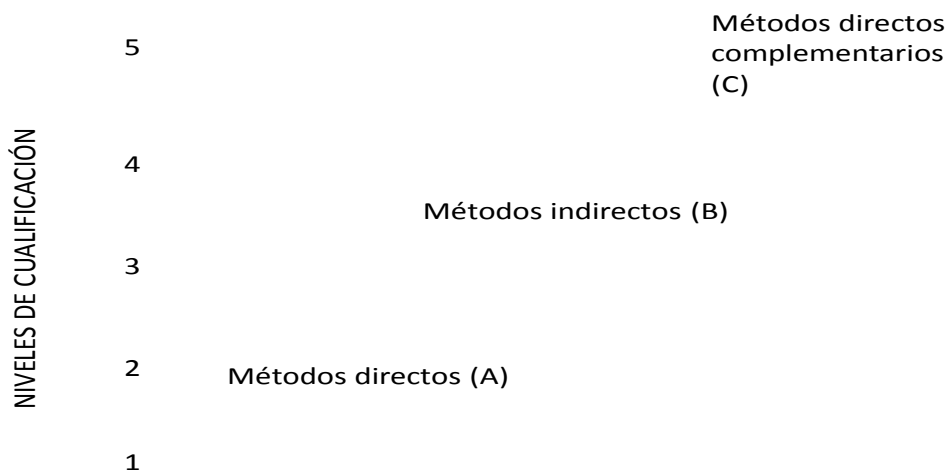 NIVELES DE CUALIFICACIÓN
5
Métodos directos
complementarios
(C)
4
Métodos indirectos (B)
3
2
Métodos directos (A)
1